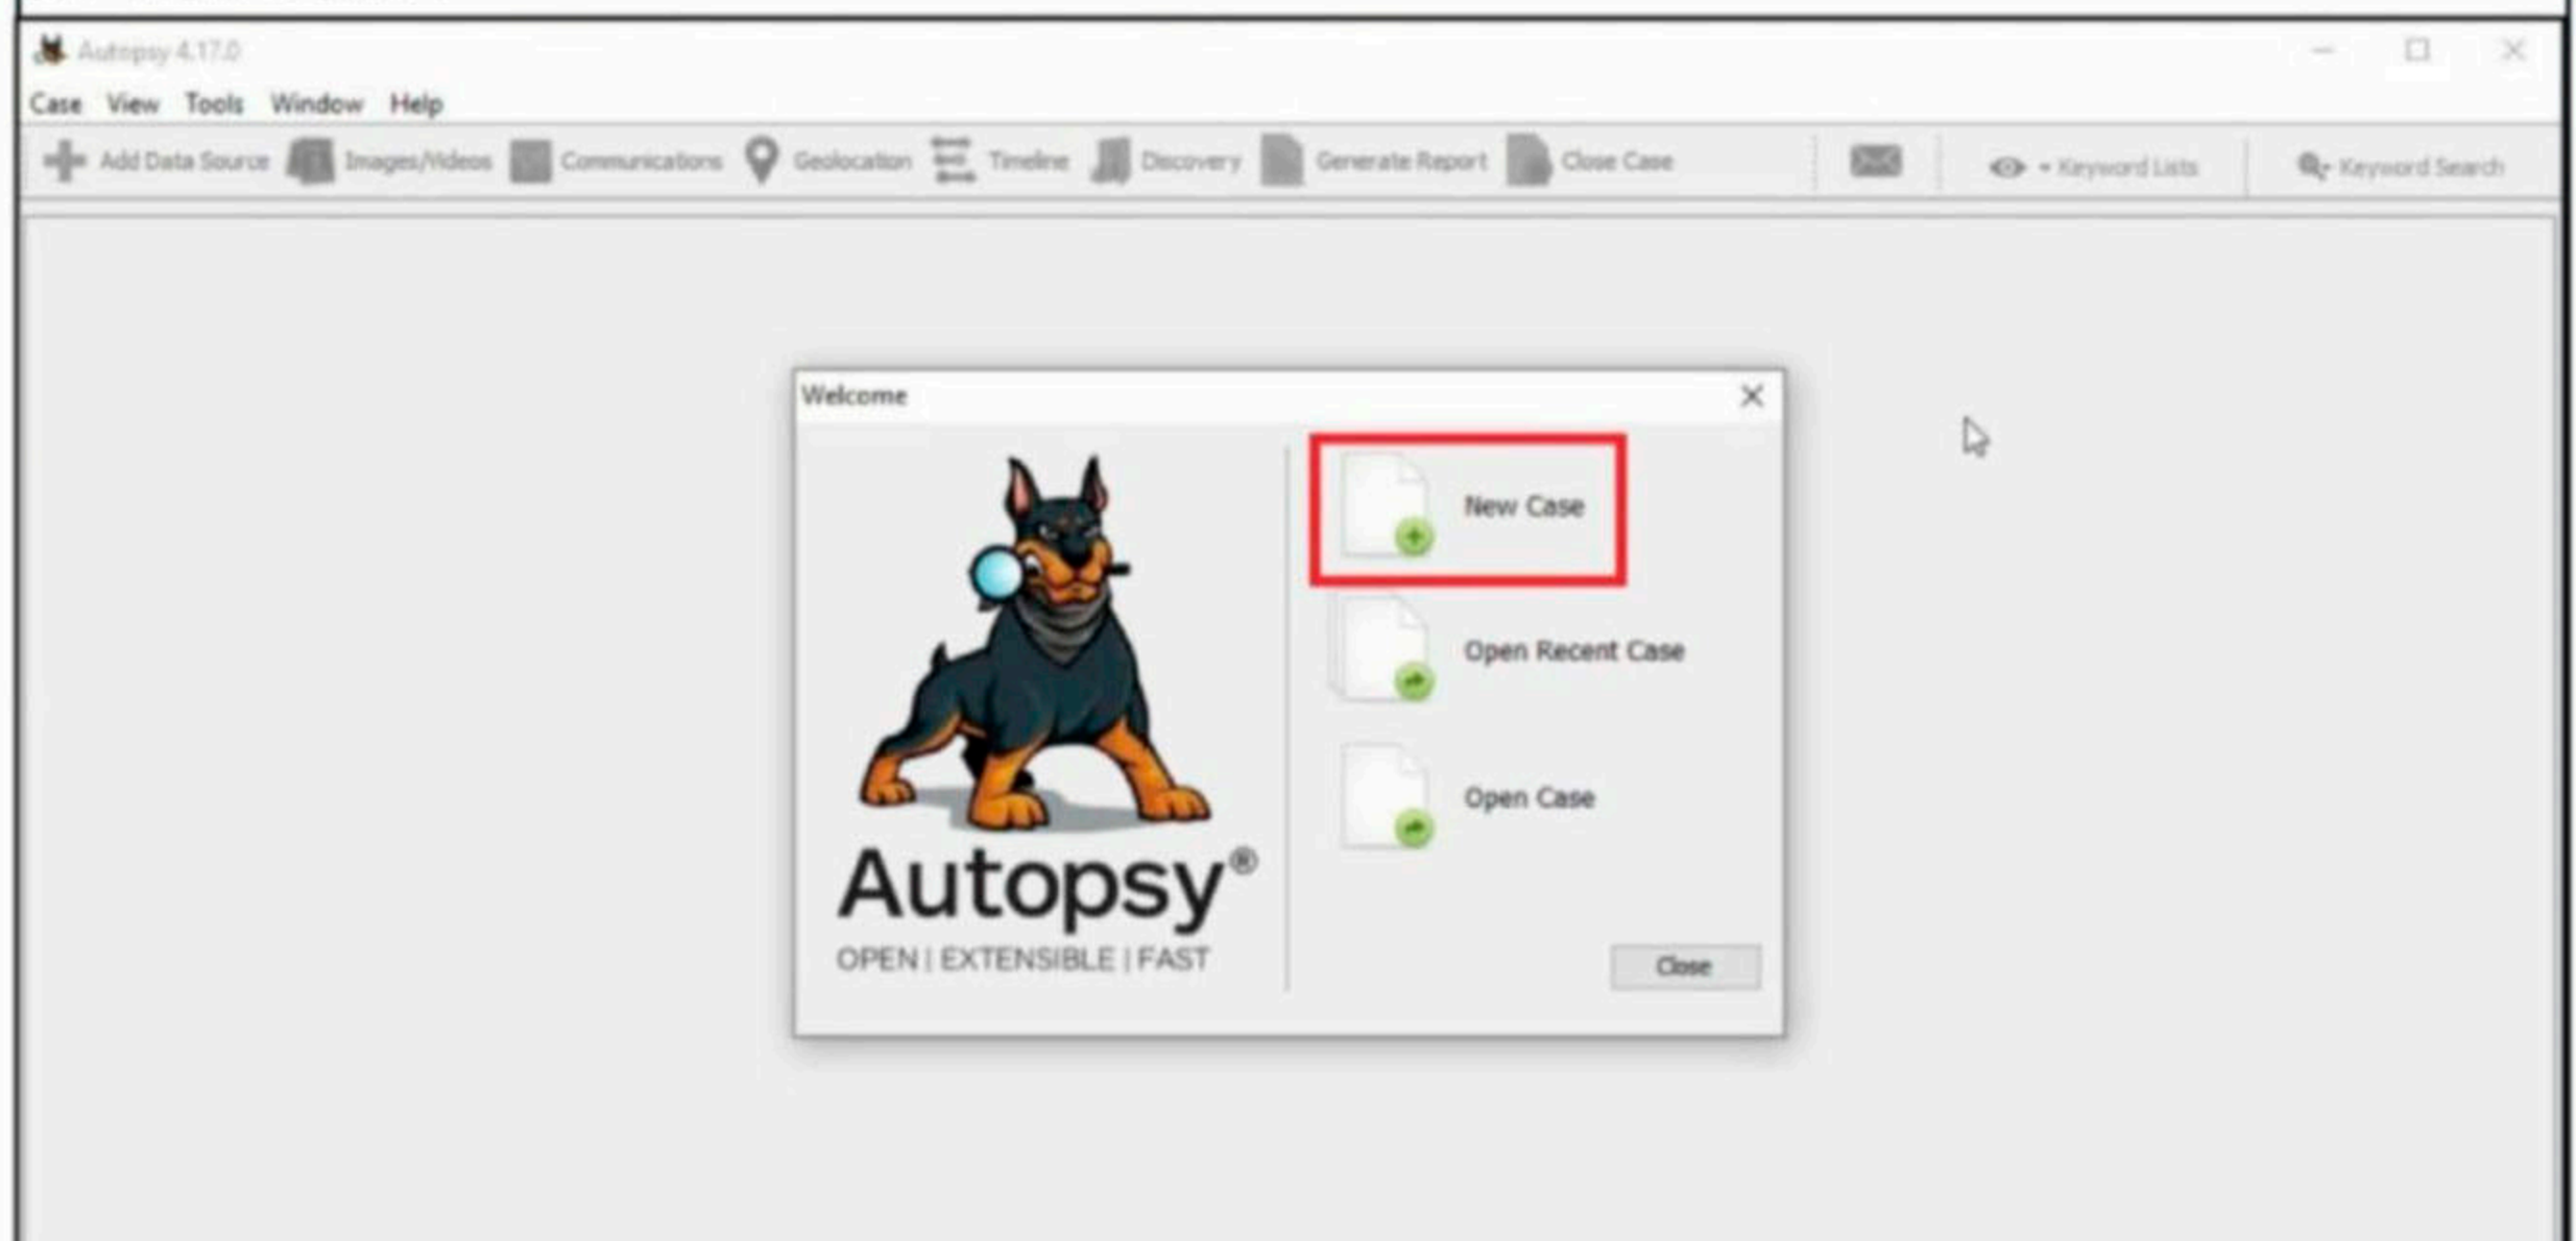 Autopsy 4.17.0
Case View Tools Window Help
Add Data Source Images/Videos Communications Geolocation Timeline Discovery Generate Report Close Case Keyword Lists Keyword Search
Welcome
New Case
Open Recent Case
Open Case
Autopsy®
OPEN | EXTENSIBLE | FAST
Close